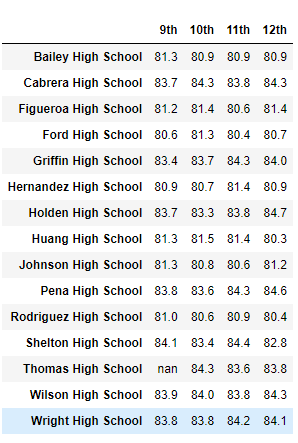 9th 10th 11th 12th
Bailey High School 81.3 80.9 80.9 80.9
Cabrera High School 83.7 84.3 83.8 84.3
Figueroa High School 81.2 81.4 80.6 81.4
Ford High School 80.6 81.3 80.4 80.7
Griffin High School 83.4 83.7 84.3 84.0
Hernandez High School 80.9 80.7 81.4 80.9
Holden High School 83.7 83.3 83.8 84.7
Huang High School 81.3 81.5 81.4 80.3
Johnson High School 81.3 80.8 80.6 81.2
Pena High School 83.8 83.6 84.3 84.6
Rodriguez High School 81.0 80.6 80.9 80.4
Shelton High School 84.1 83.4 84.4 82.8
Thomas High School nan 84.3 83.6 83.8
Wilson High School 83.9 84.0 83.8 84.3
Wright High School 83.8 83.8 84.2 84.1